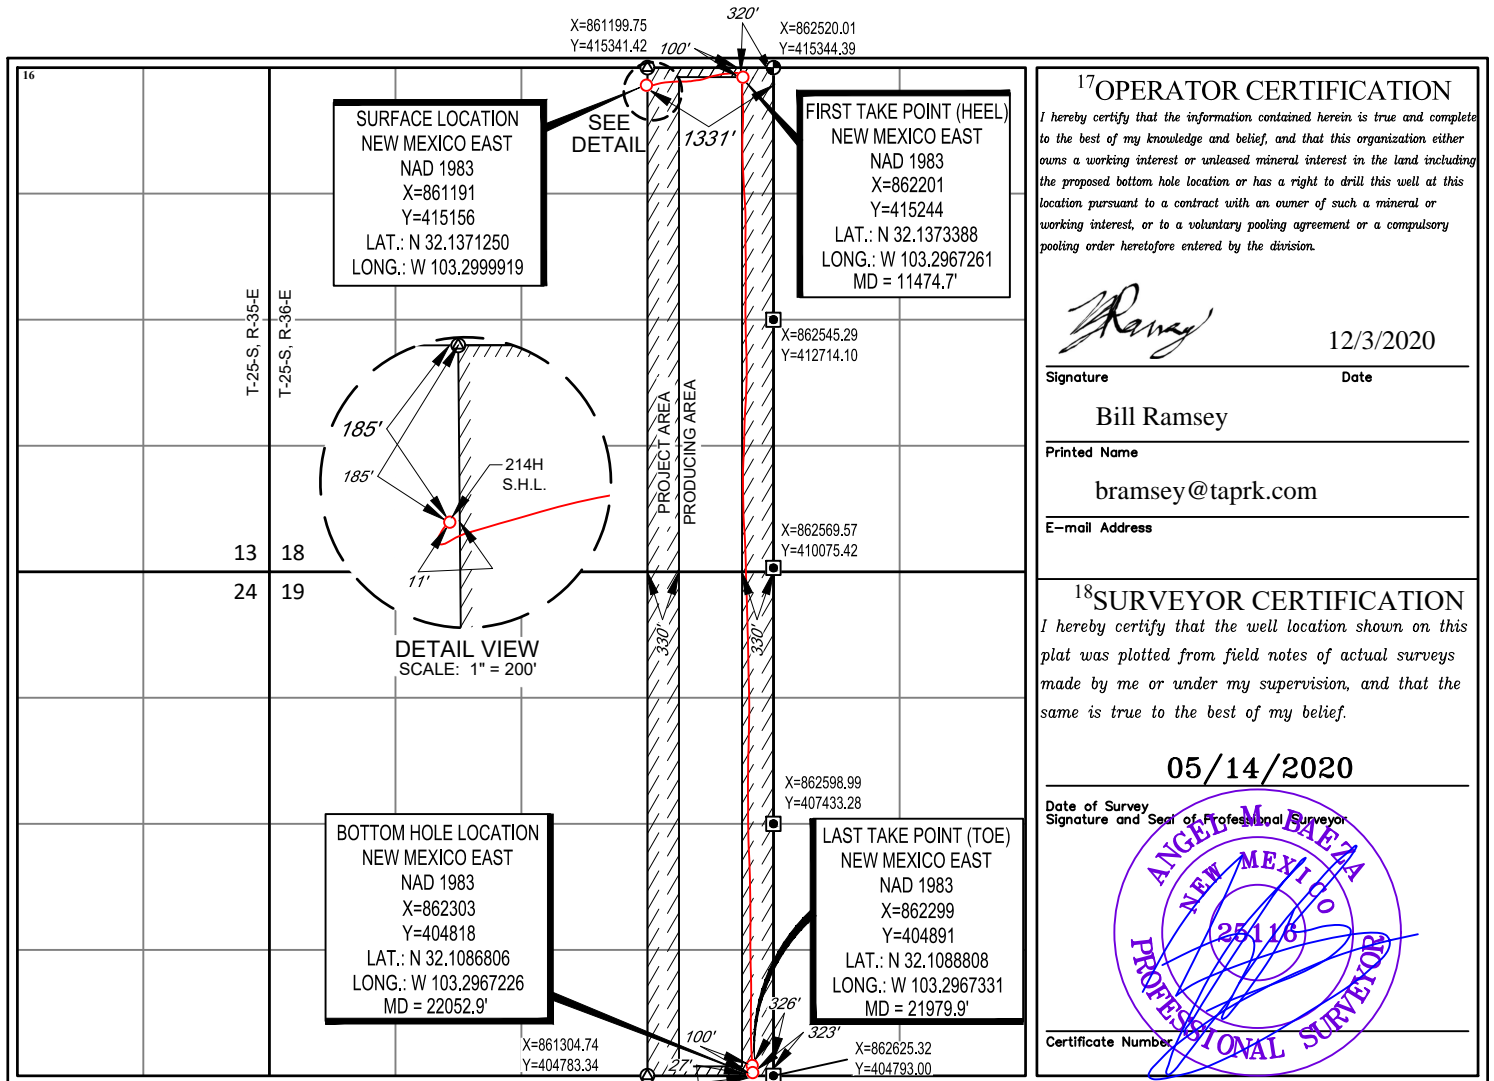 X=861199.75
Y=415341.42
320'
100'
X=862520.01
Y=415344.39
16
SURFACE LOCATION
NEW MEXICO EAST
NAD 1983
X=861191
Y=415156
LAT.: N 32.1371250
LONG.: W 103.2999919
SEE
DETAIL
1331'
FIRST TAKE POINT (HEEL)
NEW MEXICO EAST
NAD 1983
X=862201
Y=415244
LAT.: N 32.1373388
LONG.: W 103.2967261
MD = 11474.7'
T-25-S, R-35-E
T-25-S, R-36-E
X=862545.29
Y=412714.10
185'
185'
214H
S.H.L.
11'
PROJECT AREA
PRODUCING AREA
X=862569.57
Y=410075.42
13 18
24 19
DETAIL VIEW
SCALE: 1" = 200'
330'
330'
X=862598.99
Y=407433.28
BOTTOM HOLE LOCATION
NEW MEXICO EAST
NAD 1983
X=862303
Y=404818
LAT.: N 32.1086806
LONG.: W 103.2967226
MD = 22052.9'
LAST TAKE POINT (TOE)
NEW MEXICO EAST
NAD 1983
X=862299
Y=404891
LAT.: N 32.1088808
LONG.: W 103.2967331
MD = 21979.9'
X=861304.74
Y=404783.34
100'
27'
326'
323'
X=862625.32
Y=404793.00
17 OPERATOR CERTIFICATION
I hereby certify that the information contained herein is true and complete
to the best of my knowledge and belief, and that this organization either
owns a working interest or unleased mineral interest in the land including
the proposed bottom hole location or has a right to drill this well at this
location pursuant to a contract with an owner of such a mineral or
working interest, or to a voluntary pooling agreement or a compulsory
pooling order heretofore entered by the division.
12/3/2020
Signature Date
Bill Ramsey
Printed Name
bramsey@taprk.com
E-mail Address
18 SURVEYOR CERTIFICATION
I hereby certify that the well location shown on this
plat was plotted from field notes of actual surveys
made by me or under my supervision, and that the
same is true to the best of my belief.
05/14/2020
Date of Survey
Signature and Seal of Professional Surveyor
ANGEL M. BAEZA
NEW MEXICO
25116
PROFESSIONAL SURVEYOR
Certificate Number